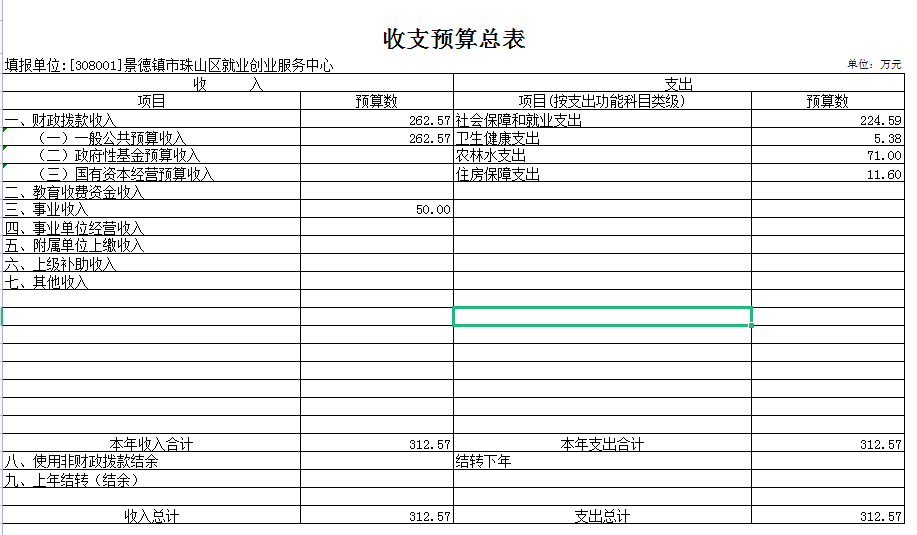 收支预算总表
填报单位:[308001]景德镇市珠山区就业创业服务中心 单位：万元
收 入 支出
项目 预算数 项目(按支出功能科目类级) 预算数
一、财政拨款收入 262.57 社会保障和就业支出 224.59
（一）一般公共预算收入 262.57 卫生健康支出 5.38
（二）政府性基金预算收入 农林水支出 71.00
（三）国有资本经营预算收入 住房保障支出 11.60
二、教育收费资金收入
三、事业收入 50.00
四、事业单位经营收入
五、附属单位上缴收入
六、上级补助收入
七、其他收入
本年收入合计 312.57 本年支出合计 312.57
八、使用非财政拨款结余 结转下年
九、上年结转（结余）
收入总计 312.57 支出总计 312.57